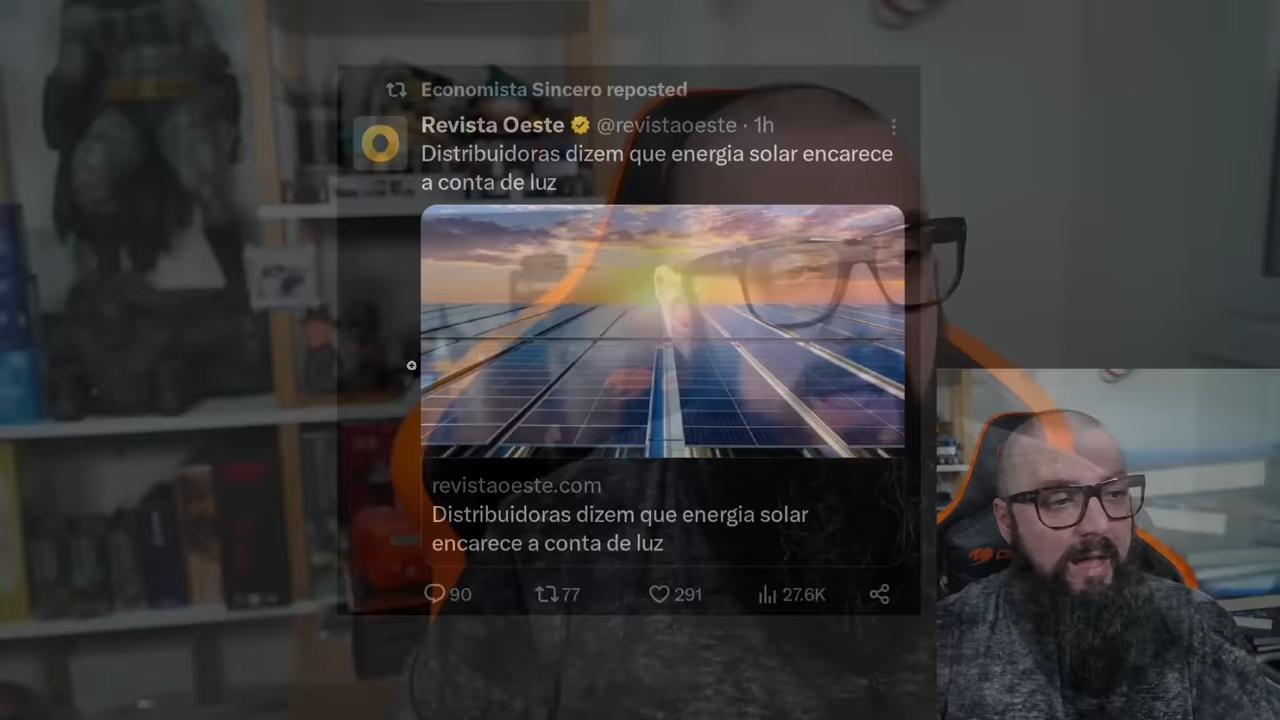 Economista Sincero reposted
Revista Oeste @revistaoeste · 1h
Distribuidoras dizem que energia solar encarece
a conta de luz
revistaoeste.com
Distribuidoras dizem que energia solar
encarece a conta de luz
90 77 291 27.6K